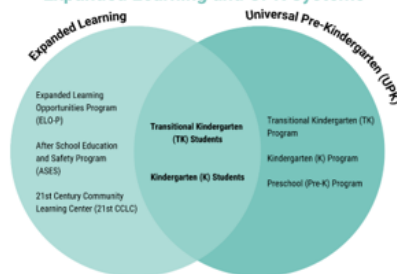 Expanded Learning
Universal Pre-Kindergarten (UPK)
Expanded Learning
Opportunities Program
(ELO-P)
After School Education
and Safety Program
(ASES)
21st Century Community
Learning Center (21st CCLC)
Transitional Kindergarten
(TK) Students
Kindergarten (K) Students
Transitional Kindergarten (TK)
Program
Kindergarten (K) Program
Preschool (Pre-K) Program